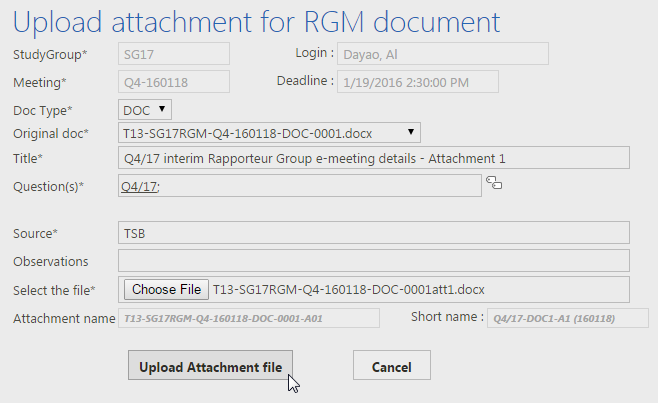 Upload attachment for RGM document
StudyGroup* SG17 Login : Dayao, Al
Meeting* Q4-160118 Deadline : 1/19/2016 2:30:00 PM
Doc Type* DOC
Original doc* T13-SG17RGM-Q4-160118-DOC-0001.docx
Title* Q4/17 interim Rapporteur Group e-meeting details - Attachment 1
Question(s)* Q4/17;
Source* TSB
Observations
Select the file* Choose File T13-SG17RGM-Q4-160118-DOC-0001att1.docx
Attachment name T13-SG17RGM-Q4-160118-DOC-0001-A01 Short name : Q4/17-DOC1-A1 (160118)
Upload Attachment file Cancel